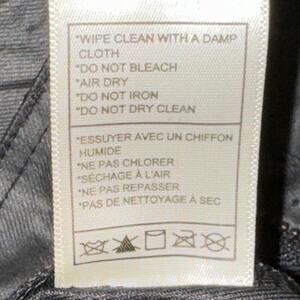 *WIPE CLEAN WITH A DAMP
CLOTH
*DO NOT BLEACH
*AIR DRY
*DO NOT IRON
*DO NOT DRY CLEAN
*ESSUYER AVEC UN CHIFFON
HUMIDE
*NE PAS CHLORER
*SÉCHAGE À L'AIR
*NE PAS REPASSER
*PAS DE NETTOYAGE À SEC